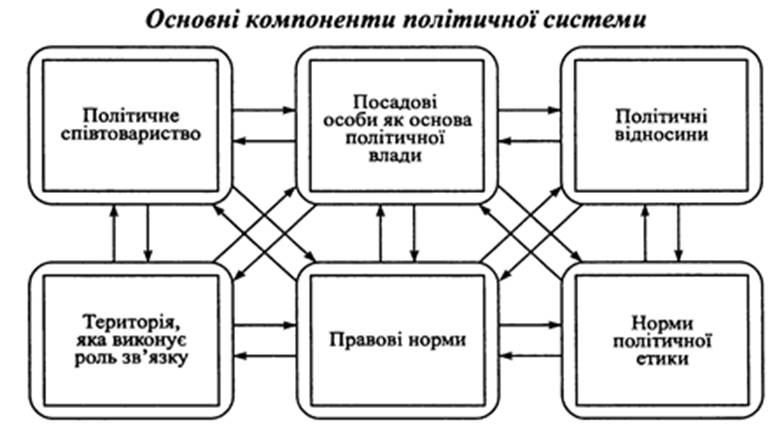 Основні компоненти політичної системи
Політичне
співтовариство
Посадові
особи як основа
політичної
влади
Політичні
відносини
Територія,
яка виконує
роль зв’язку
Правові норми
Норми
політичної
етики